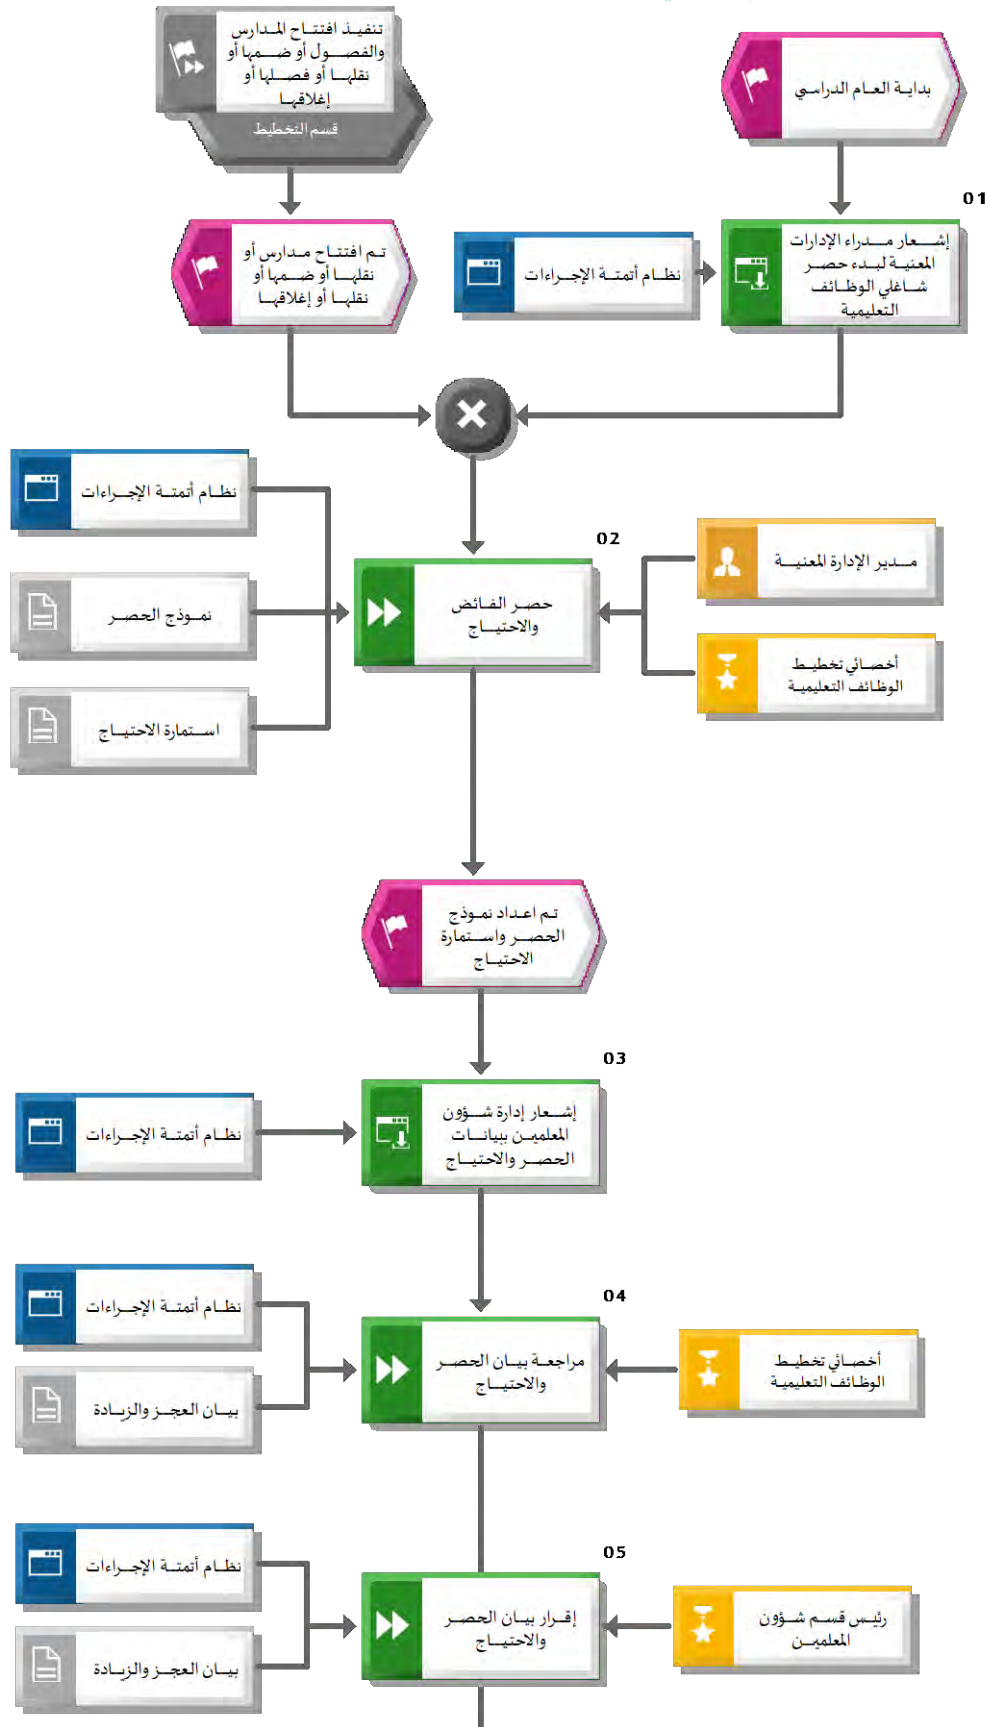 تنفيذ افتتاح المدارس
والفصول أو ضمها أو
نقلها أو فصلها أو
إغلاقها
قسم التخطيط
بداية العام الدراسي
01
تم افتتاح مدارس أو
نقلها أو ضمها أو
نقلها أو إغلاقها
نظام أتمتة الإجراءات
إشعار مدراء الإدارات
المعنية لبدء حصر
شاغلي الوظائف
التعليمية
نظام أتمتة الإجراءات
نموذج الحصر
استمارة الاحتياج
02
حصر الفائض
والاحتياج
مدير الإدارة المعنية
أخصائي تخطيط
الوظائف التعليمية
تم اعداد نموذج
الحصر واستمارة
الاحتياج
03
نظام أتمتة الإجراءات
إشعار إدارة شؤون
المعلمين ببيانات
الحصر والاحتياج
04
نظام أتمتة الإجراءات
بيان العجز والزيادة
مراجعة بيان الحصر
والاحتياج
أخصائي تخطيط
الوظائف التعليمية
05
نظام أتمتة الإجراءات
بيان العجز والزيادة
إقرار بيان الحصر
والاحتياج
رئيس قسم شؤون
المعلمين